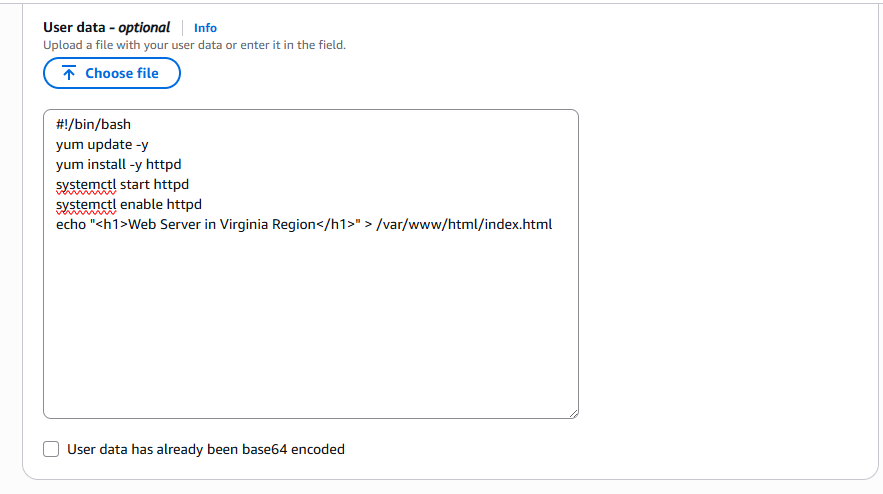 User data - optional | Info
Upload a file with your user data or enter it in the field.
Choose file
#!/bin/bash
yum update -y
yum install -y httpd
systemctl start httpd
systemctl enable httpd
echo "<h1>Web Server in Virginia Region</h1>" > /var/www/html/index.html
User data has already been base64 encoded